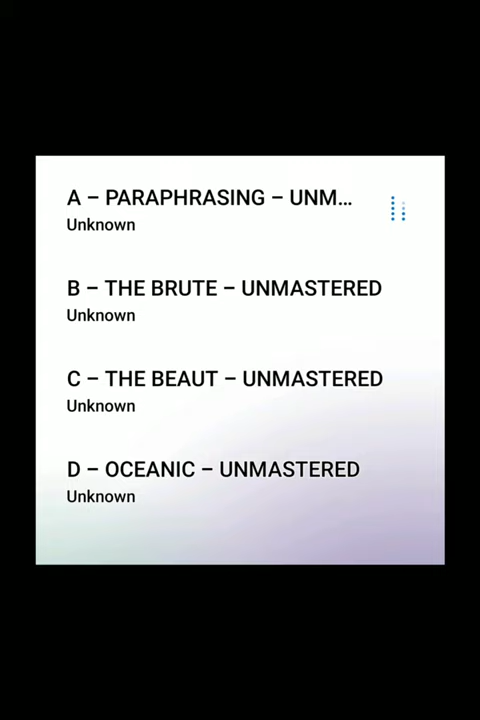 A – PARAPHRASING – UNM...
Unknown
B – THE BRUTE – UNMASTERED
Unknown
C – THE BEAUT – UNMASTERED
Unknown
D – OCEANIC – UNMASTERED
Unknown